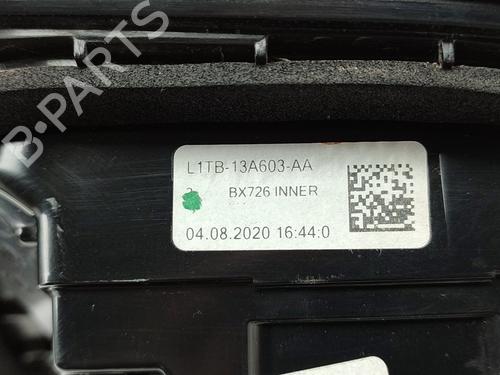 B-PARTS
L1TB-13A603-AA
BX726 INNER
04.08.2020 16:44:0